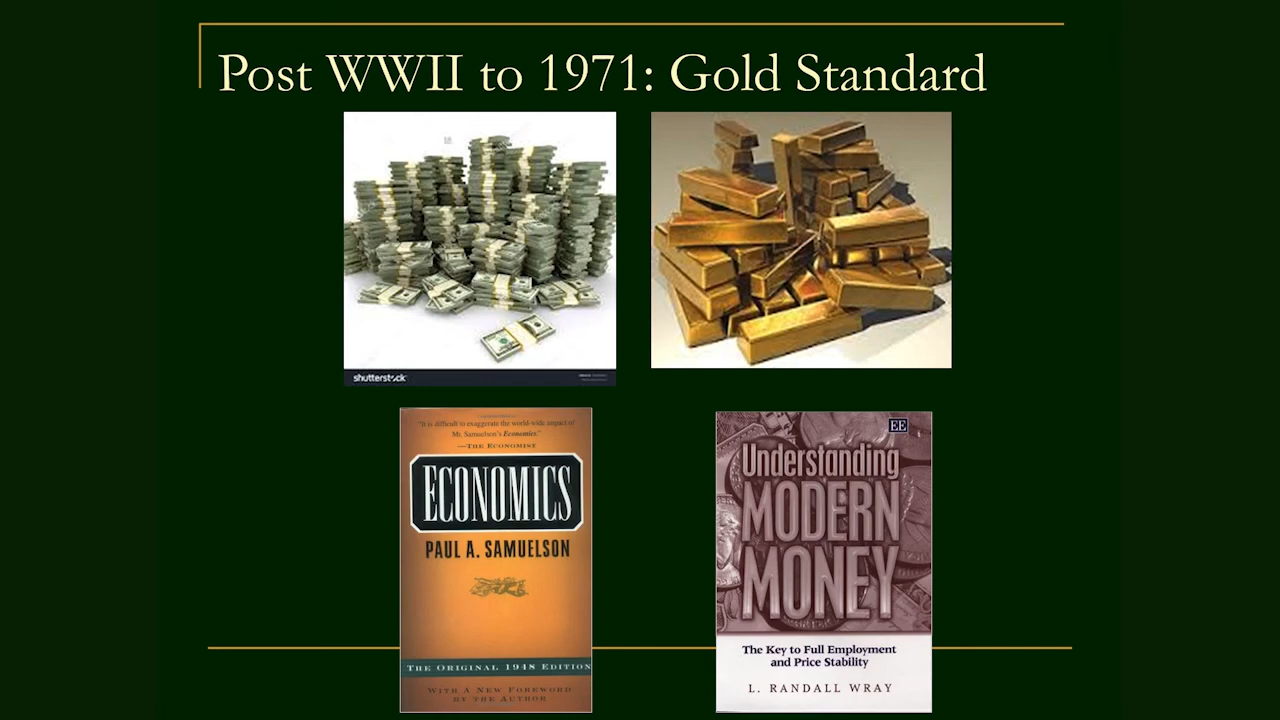 Post WWII to 1971: Gold Standard
shutterstock
"It is difficult to exaggerate the world-wide impact of
Mr. Samuelson's Economics."
—THE ECONOMIST
ECONOMICS
PAUL A. SAMUELSON
THE ORIGINAL 1948 EDITION
WITH A NEW FOREWORD
BY THE AUTHOR
EE
Understanding
MODERN
MONEY
The Key to Full Employment
and Price Stability
L. RANDALL WRAY